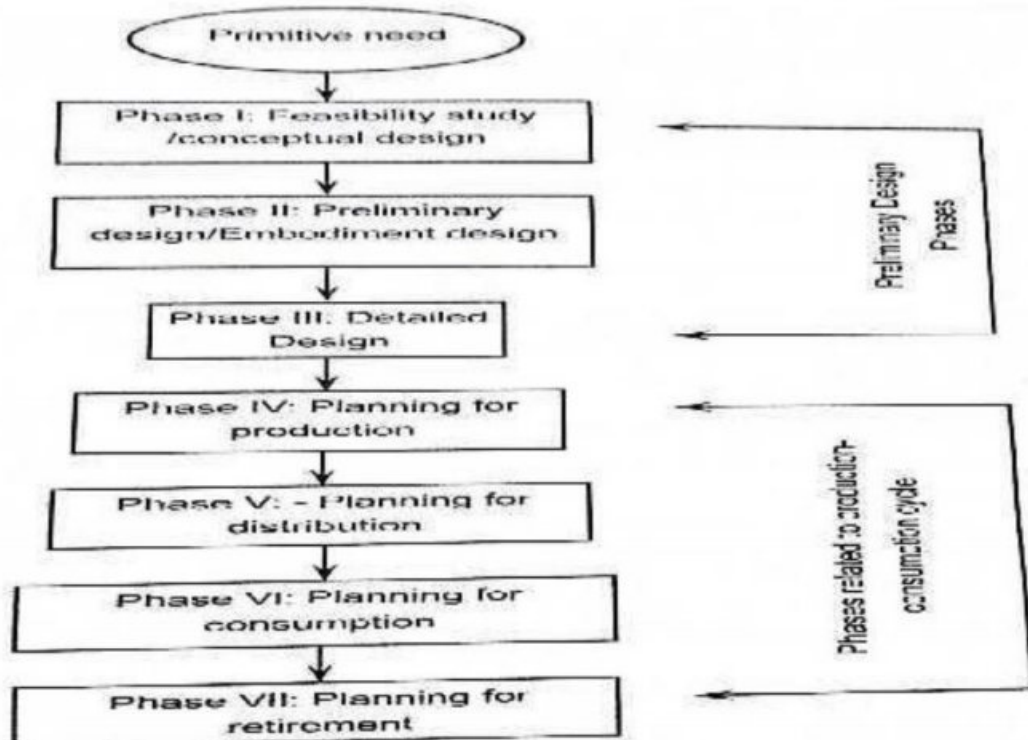 Primitive need
Phase I: Feasibility study
/conceptual design
Phase II: Preliminary
design/Embodiment design
Phase III: Detailed
Design
Phase IV: Planning for
production
Phase V: - Planning for
distribution
Phase VI: Planning for
consumption
Phase VII: Planning for
retirement
Preliminary Design
Phases
Phases related to production-
consumption cycle